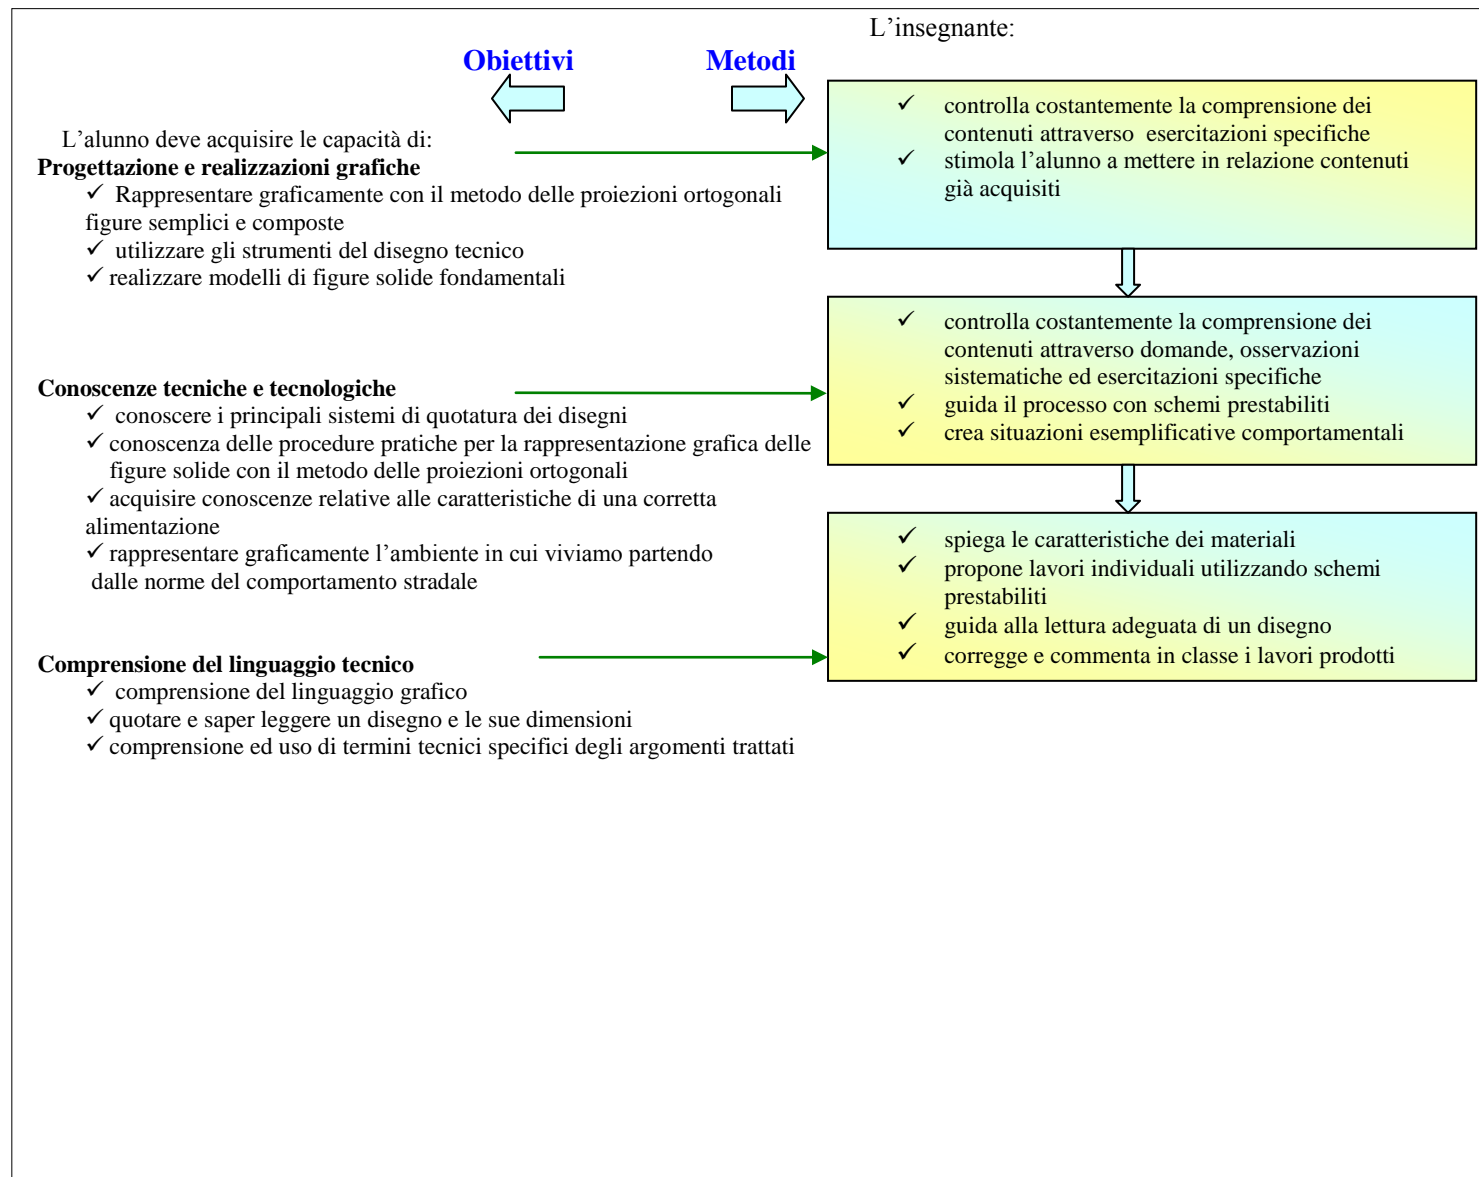 L’insegnante:
Obiettivi
Metodi
L’alunno deve acquisire le capacità di:
Progettazione e realizzazioni grafiche
✓ Rappresentare graficamente con il metodo delle proiezioni ortogonali
figure semplici e composte
✓ utilizzare gli strumenti del disegno tecnico
✓ realizzare modelli di figure solide fondamentali
Conoscenze tecniche e tecnologiche
✓ conoscere i principali sistemi di quotatura dei disegni
✓ conoscenza delle procedure pratiche per la rappresentazione grafica delle
figure solide con il metodo delle proiezioni ortogonali
✓ acquisire conoscenze relative alle caratteristiche di una corretta
alimentazione
✓ rappresentare graficamente l’ambiente in cui viviamo partendo
dalle norme del comportamento stradale
Comprensione del linguaggio tecnico
✓ comprensione del linguaggio grafico
✓ quotare e saper leggere un disegno e le sue dimensioni
✓ comprensione ed uso di termini tecnici specifici degli argomenti trattati
✓ controlla costantemente la comprensione dei
contenuti attraverso esercitazioni specifiche
✓ stimola l’alunno a mettere in relazione contenuti
già acquisiti
✓ controlla costantemente la comprensione dei
contenuti attraverso domande, osservazioni
sistematiche ed esercitazioni specifiche
✓ guida il processo con schemi prestabiliti
✓ crea situazioni esemplificative comportamentali
✓ spiega le caratteristiche dei materiali
✓ propone lavori individuali utilizzando schemi
prestabiliti
✓ guida alla lettura adeguata di un disegno
✓ corregge e commenta in classe i lavori prodotti